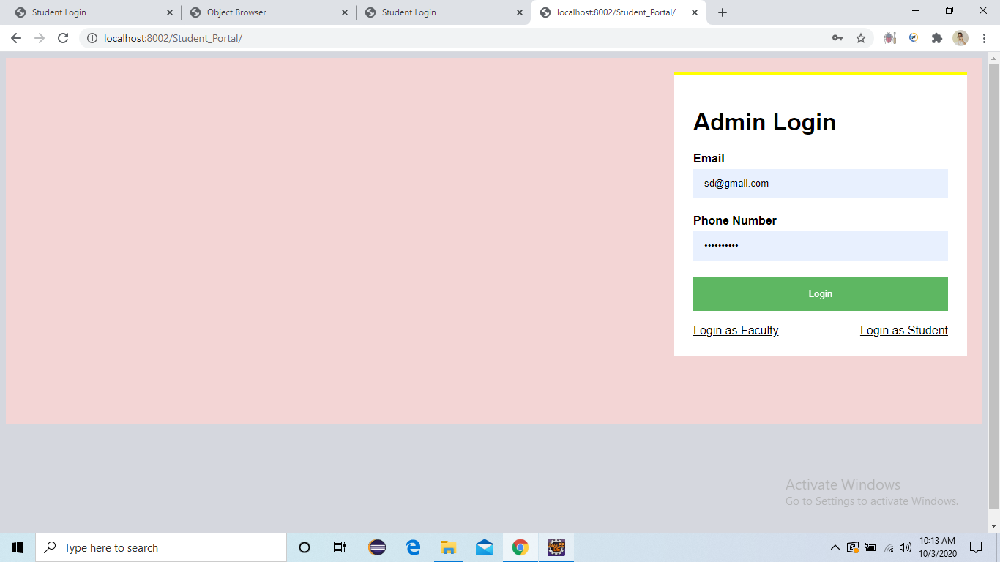 Student Login
Object Browser
Student Login
localhost:8002/Student_Portal/
localhost:8002/Student_Portal/
Admin Login
Email
sd@gmail.com
Phone Number
••••••••••
Login
Login as Faculty
Login as Student
Activate Windows
Go to Settings to activate Windows.
Type here to search
10:13 AM
10/3/2020